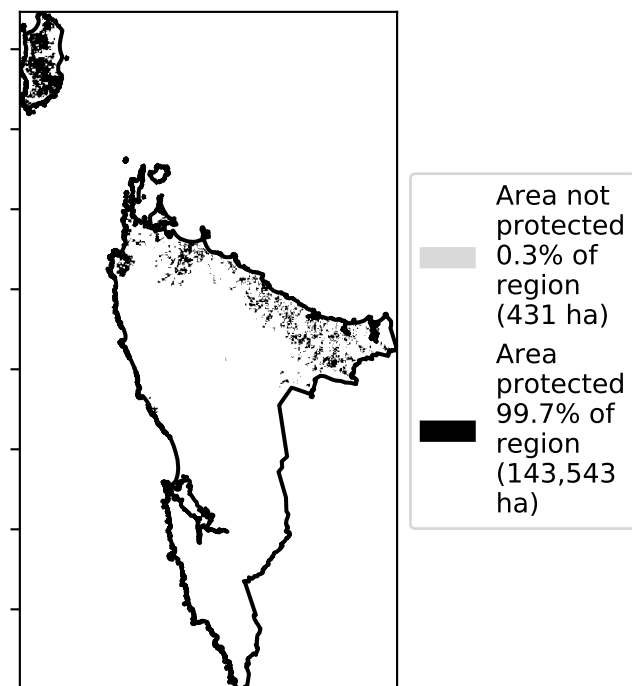 Area not
protected
0.3% of
region
(431 ha)
Area
protected
99.7% of
region
(143,543
ha)